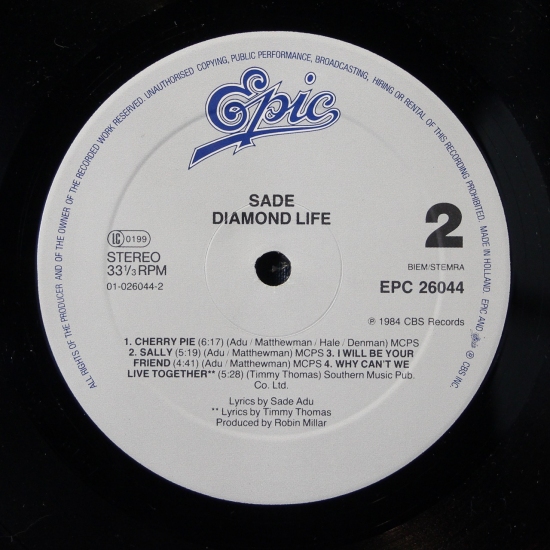 ALL RIGHTS OF THE PRODUCER AND OF THE OWNER OF THE RECORDED WORK RESERVED. UNAUTHORISED COPYING, PUBLIC PERFORMANCE, BROADCASTING, HIRING OR RENTAL OF THIS RECORDING PROHIBITED. MADE IN HOLLAND. EPIC AND Epic ® CBS INC.
Epic
SADE
DIAMOND LIFE
2
LC 0199
STEREO
33 1/3 RPM
01-026044-2
BIEM/STEMRA
EPC 26044
℗ 1984 CBS Records
1. CHERRY PIE (6:17) (Adu / Matthewman / Hale / Denman) MCPS
2. SALLY (5:19) (Adu / Matthewman) MCPS 3. I WILL BE YOUR
FRIEND (4:41) (Adu / Matthewman) MCPS 4. WHY CAN'T WE
LIVE TOGETHER** (5:28) (Timmy Thomas) Southern Music Pub.
Co. Ltd.
Lyrics by Sade Adu
** Lyrics by Timmy Thomas
Produced by Robin Millar